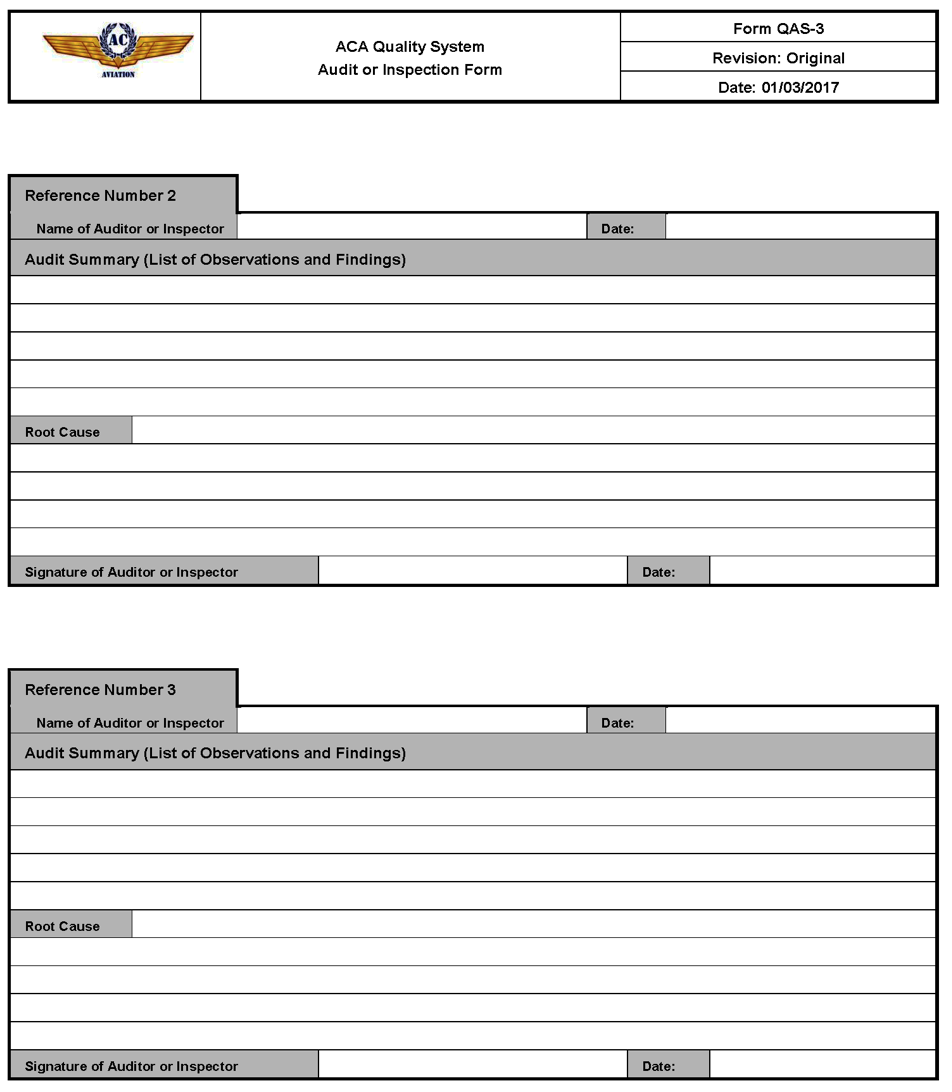 AC
AVIATION
ACA Quality System
Audit or Inspection Form
Form QAS-3
Revision: Original
Date: 01/03/2017
Reference Number 2
Name of Auditor or Inspector
Date:
Audit Summary (List of Observations and Findings)
Root Cause
Signature of Auditor or Inspector
Date:
Reference Number 3
Name of Auditor or Inspector
Date:
Audit Summary (List of Observations and Findings)
Root Cause
Signature of Auditor or Inspector
Date: